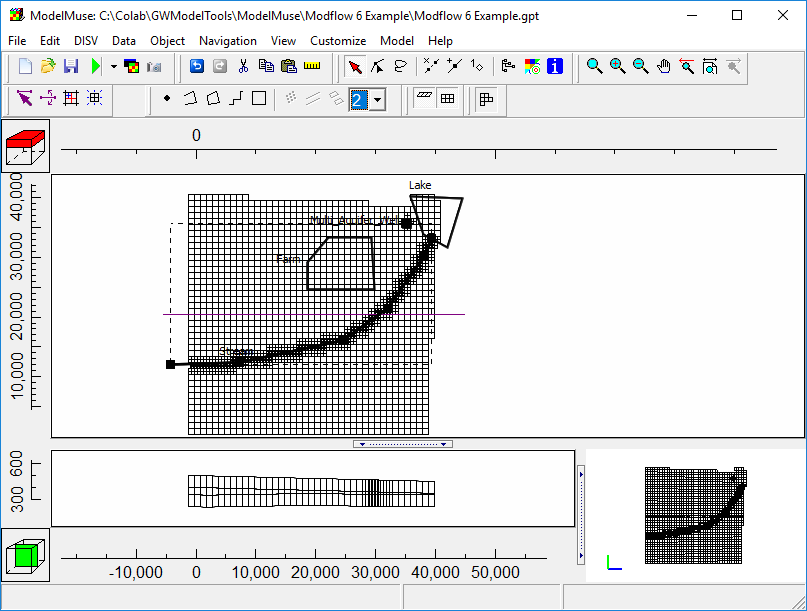 ModelMuse: C:\Colab\GWModelTools\ModelMuse\Modflow 6 Example\Modflow 6 Example.gpt
File Edit DISV Data Object Navigation View Customize Model Help
2
0
40,000
30,000
20,000
10,000
Lake
Multi_Aquifer_Well
Farm
Stream
600
300
-10,000 0 10,000 20,000 30,000 40,000 50,000